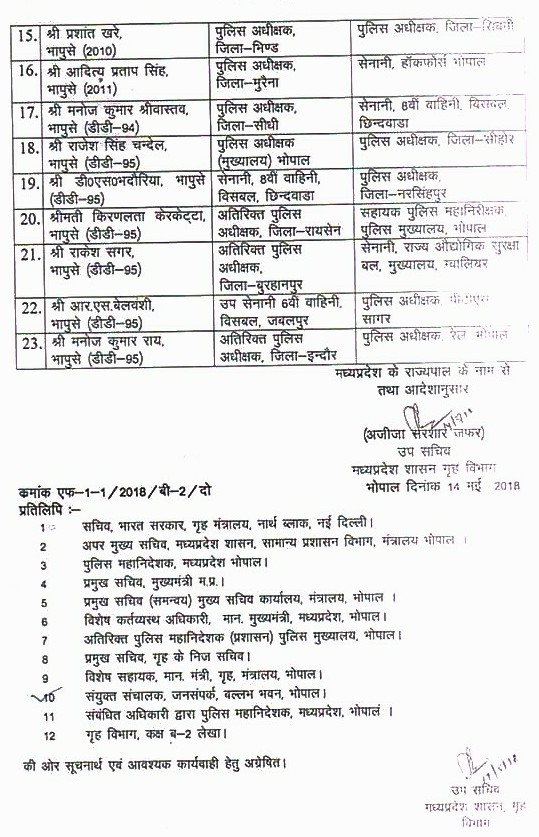 15. श्री प्रशांत खरे, पुलिस अधीक्षक, पुलिस अधीक्षक, जिला–सिवनी
भापुसे (2010) जिला–भिण्ड
16. श्री आदित्य प्रताप सिंह, पुलिस अधीक्षक, सेनानी, हॉकफोर्स भोपाल
भापुसे (2011) जिला–मुरैना
17. श्री मनोज कुमार श्रीवास्तव, पुलिस अधीक्षक, सेनानी, 8वीं वाहिनी, विसबल,
भापुसे (डीडी–94) जिला–सीधी छिन्दवाडा
18. श्री राजेश सिंह चन्देल, पुलिस अधीक्षक पुलिस अधीक्षक, जिला–सीहोर
भापुसे (डीडी–95) (मुख्यालय) भोपाल
19. श्री डी0एस0भदौरिया, भापुसे सेनानी, 8वीं वाहिनी, पुलिस अधीक्षक,
(डीडी–95) विसबल, छिन्दवाडा जिला–नरसिंहपुर
20. श्रीमती किरणलता केरकेट्टा, अतिरिक्त पुलिस सहायक पुलिस महानिरीक्षक,
भापुसे (डीडी–95) अधीक्षक, जिला–रायसेन पुलिस मुख्यालय, भोपाल
21. श्री राकेश सगर, अतिरिक्त पुलिस सेनानी, राज्य औद्योगिक सुरक्षा
भापुसे (डीडी–95) अधीक्षक, बल, मुख्यालय, ग्वालियर
जिला–बुरहानपुर
22. श्री आर.एस.बेलवंशी, उप सेनानी 6वीं वाहिनी, पुलिस अधीक्षक, पीटीएस
भापुसे (डीडी–95) विसबल, जबलपुर सागर
23. श्री मनोज कुमार राय, अतिरिक्त पुलिस पुलिस अधीक्षक, रेल भोपाल
भापुसे (डीडी–95) अधीक्षक, जिला–इन्दौर
मध्यप्रदेश के राज्यपाल के नाम से
तथा आदेशानुसार
(अजीजा सरशार जफर)
उप सचिव
मध्यप्रदेश शासन गृह विभाग
भोपाल दिनांक 14 मई 2018
कमांक एफ–1–1/2018/बी–2/दो
प्रतिलिपि :–
1 सचिव, भारत सरकार, गृह मंत्रालय, नार्थ ब्लाक, नई दिल्ली।
2 अपर मुख्य सचिव, मध्यप्रदेश शासन, सामान्य प्रशासन विभाग, मंत्रालय भोपाल ।
3 पुलिस महानिदेशक, मध्यप्रदेश भोपाल।
4 प्रमुख सचिव, मुख्यमंत्री म.प्र.।
5 प्रमुख सचिव (समन्वय) मुख्य सचिव कार्यालय, मंत्रालय, भोपाल ।
6 विशेष कर्तव्यस्थ अधिकारी, मान. मुख्यमंत्री, मध्यप्रदेश, भोपाल।
7 अतिरिक्त पुलिस महानिदेशक (प्रशासन) पुलिस मुख्यालय, भोपाल।
8 प्रमुख सचिव, गृह के निज सचिव।
9 विशेष सहायक, मान. मंत्री, गृह, मंत्रालय, भोपाल।
10 संयुक्त संचालक, जनसंपर्क, बल्लभ भवन, भोपाल।
11 संबंधित अधिकारी द्वारा पुलिस महानिदेशक, मध्यप्रदेश, भोपाल ।
12 गृह विभाग, कक्ष ब–2 लेखा।
की ओर सूचनार्थ एवं आवश्यक कार्यवाही हेतु अग्रेषित।
उप सचिव
मध्यप्रदेश शासन, गृह
विभाग